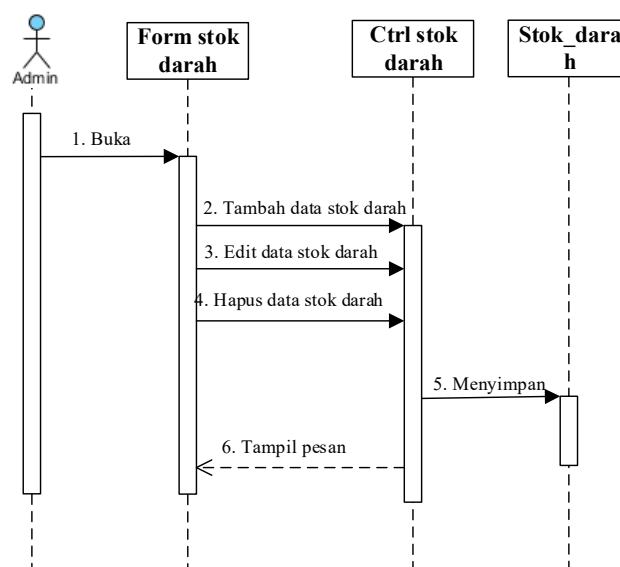 Admin
Form stok
darah
Ctrl stok
darah
Stok_dara
h
1. Buka
2. Tambah data stok darah
3. Edit data stok darah
4. Hapus data stok darah
5. Menyimpan
6. Tampil pesan